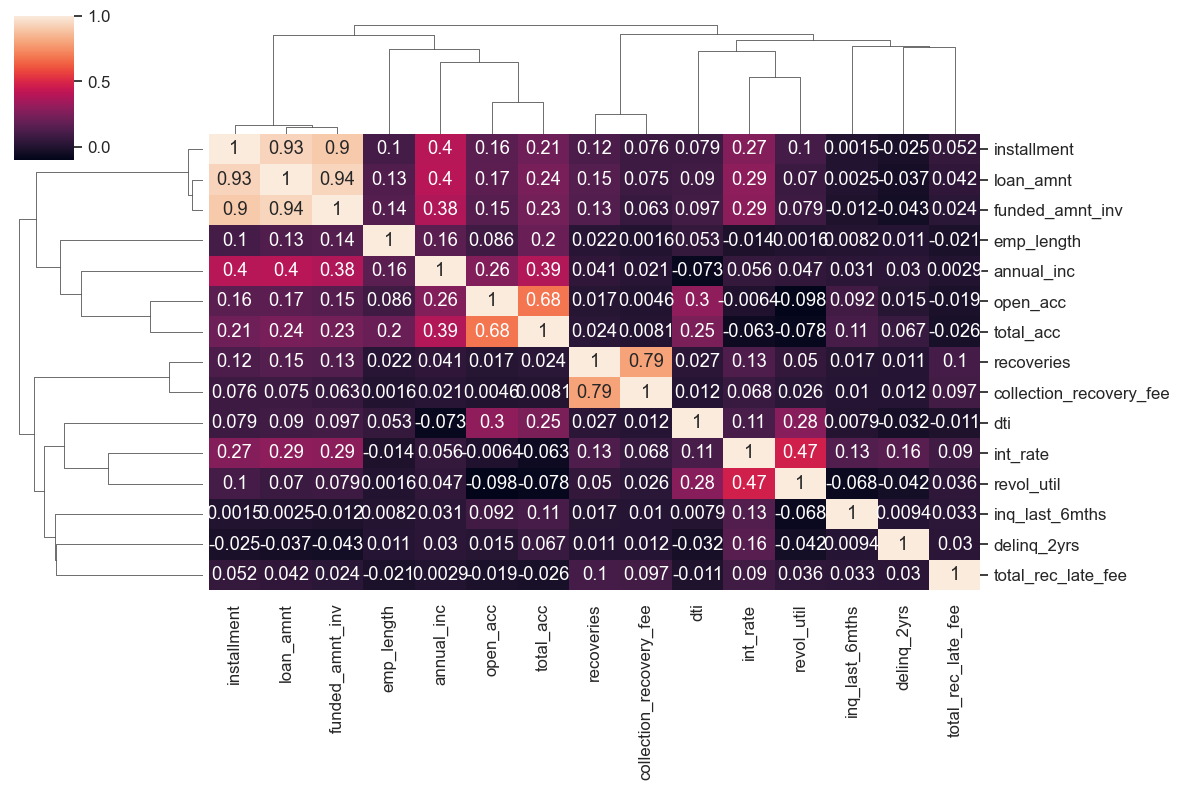 1.0
0.5
0.0
1 0.93 0.9 0.1 0.4 0.16 0.21 0.12 0.076 0.079 0.27 0.1 0.0015 -0.025 0.052 installment
0.93 1 0.94 0.13 0.4 0.17 0.24 0.15 0.075 0.09 0.29 0.07 0.0025 -0.037 0.042 loan_amnt
0.9 0.94 1 0.14 0.38 0.15 0.23 0.13 0.063 0.097 0.29 0.079 -0.012 -0.043 0.024 funded_amnt_inv
0.1 0.13 0.14 1 0.16 0.086 0.2 0.022 0.0016 0.053 -0.014 0.0016 0.0082 0.011 -0.021 emp_length
0.4 0.4 0.38 0.16 1 0.26 0.39 0.041 0.021 -0.073 0.056 0.047 0.031 0.03 0.0029 annual_inc
0.16 0.17 0.15 0.086 0.26 1 0.68 0.017 0.0046 0.3 -0.0064 -0.098 0.092 0.015 -0.019 open_acc
0.21 0.24 0.23 0.2 0.39 0.68 1 0.024 0.0081 0.25 -0.063 -0.078 0.11 0.067 -0.026 total_acc
0.12 0.15 0.13 0.022 0.041 0.017 0.024 1 0.79 0.027 0.13 0.05 0.017 0.011 0.1 recoveries
0.076 0.075 0.063 0.0016 0.021 0.0046 0.0081 0.79 1 0.012 0.068 0.026 0.01 0.012 0.097 collection_recovery_fee
0.079 0.09 0.097 0.053 -0.073 0.3 0.25 0.027 0.012 1 0.11 0.28 0.0079 -0.032 -0.011 dti
0.27 0.29 0.29 -0.014 0.056 -0.0064 -0.063 0.13 0.068 0.11 1 0.47 0.13 0.16 0.09 int_rate
0.1 0.07 0.079 0.0016 0.047 -0.098 -0.078 0.05 0.026 0.28 0.47 1 -0.068 -0.042 0.036 revol_util
0.0015 0.0025 -0.012 0.0082 0.031 0.092 0.11 0.017 0.01 0.0079 0.13 -0.068 1 0.0094 0.033 inq_last_6mths
-0.025 -0.037 -0.043 0.011 0.03 0.015 0.067 0.011 0.012 -0.032 0.16 -0.042 0.0094 1 0.03 delinq_2yrs
0.052 0.042 0.024 -0.021 0.0029 -0.019 -0.026 0.1 0.097 -0.011 0.09 0.036 0.033 0.03 1 total_rec_late_fee
installment
loan_amnt
funded_amnt_inv
emp_length
annual_inc
open_acc
total_acc
recoveries
collection_recovery_fee
dti
int_rate
revol_util
inq_last_6mths
delinq_2yrs
total_rec_late_fee